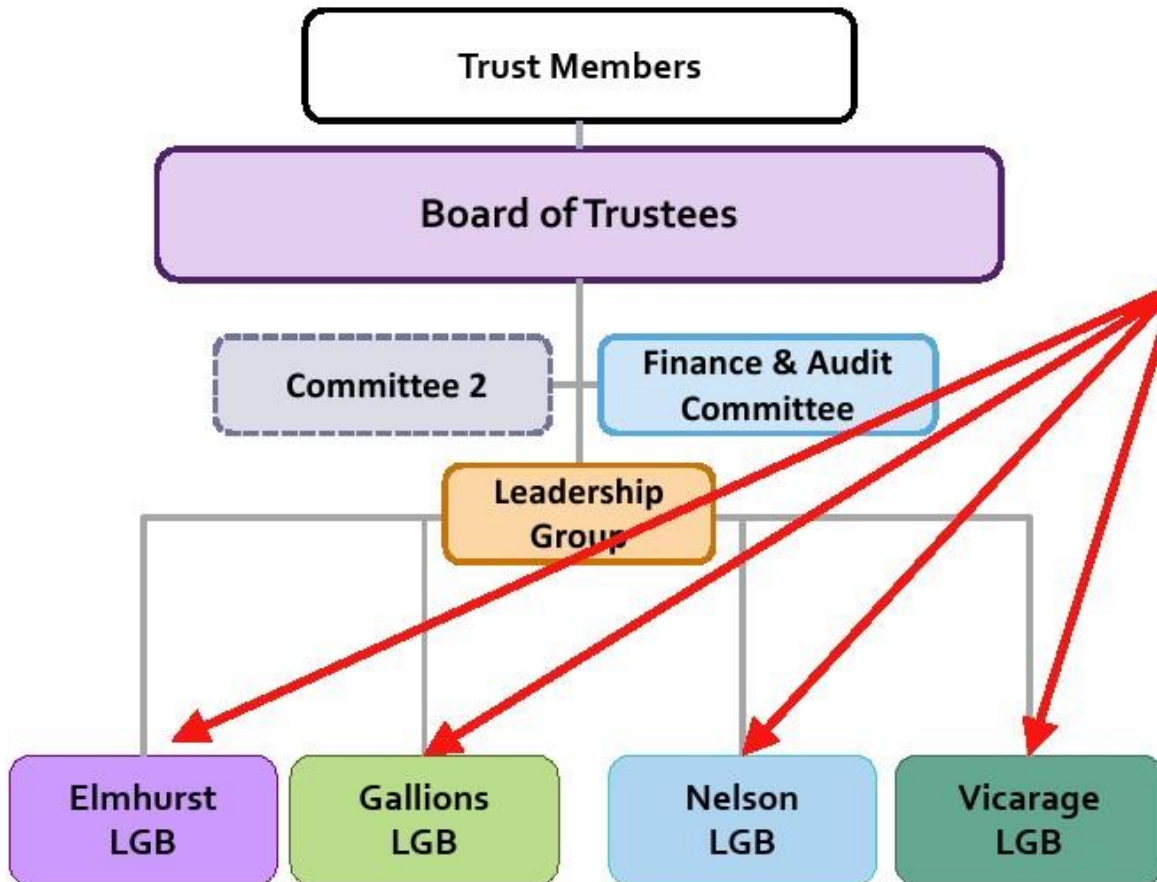 Trust Members
Board of Trustees
Committee 2
Finance & Audit
Committee
Leadership
Group
Elmhurst
LGB
Gallions
LGB
Nelson
LGB
Vicarage
LGB